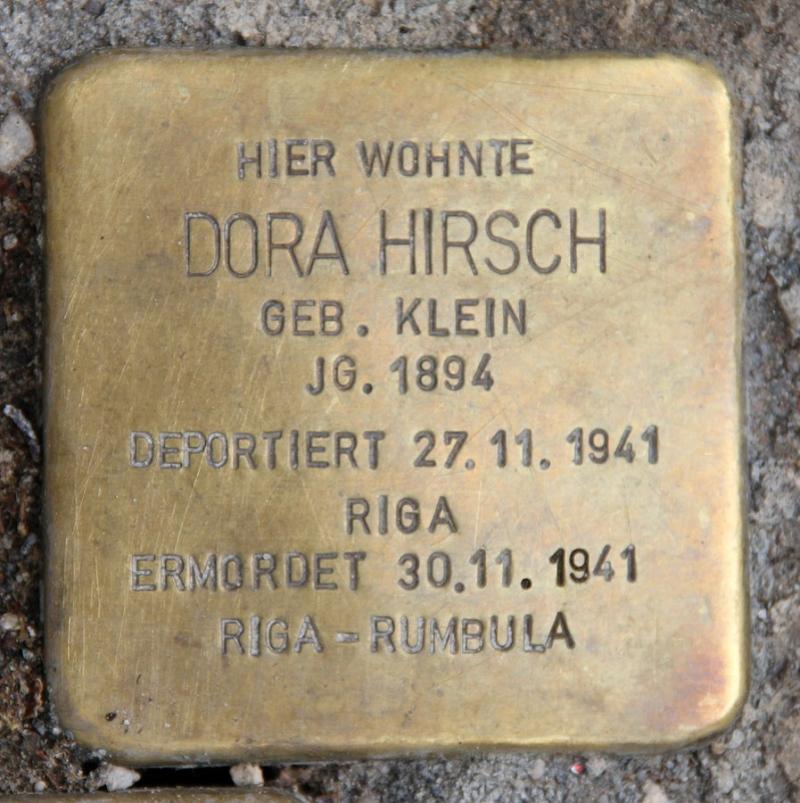 HIER WOHNTE
DORA HIRSCH
GEB. KLEIN
JG. 1894
DEPORTIERT 27.11.1941
RIGA
ERMORDET 30.11.1941
RIGA-RUMBULA